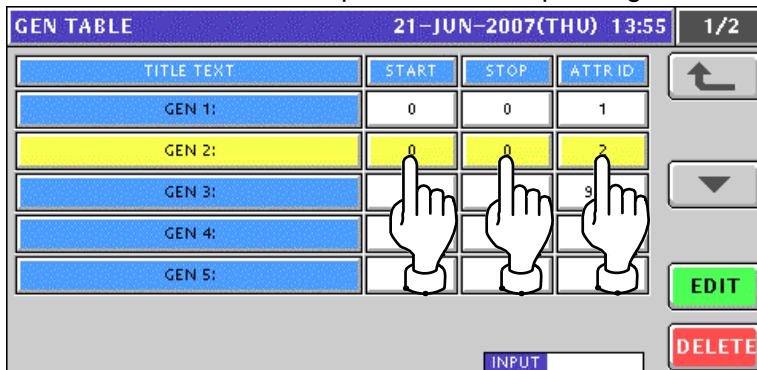 GEN TABLE 21-JUN-2007(THU) 13:55 1/2
TITLE TEXT START STOP ATTR ID
GEN 1: 0 0 1
GEN 2: 0 0 2
GEN 3: 9
GEN 4:
GEN 5:
EDIT
DELETE
INPUT